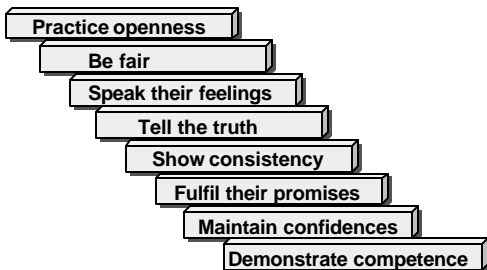 Practice openness
Be fair
Speak their feelings
Tell the truth
Show consistency
Fulfil their promises
Maintain confidences
Demonstrate competence